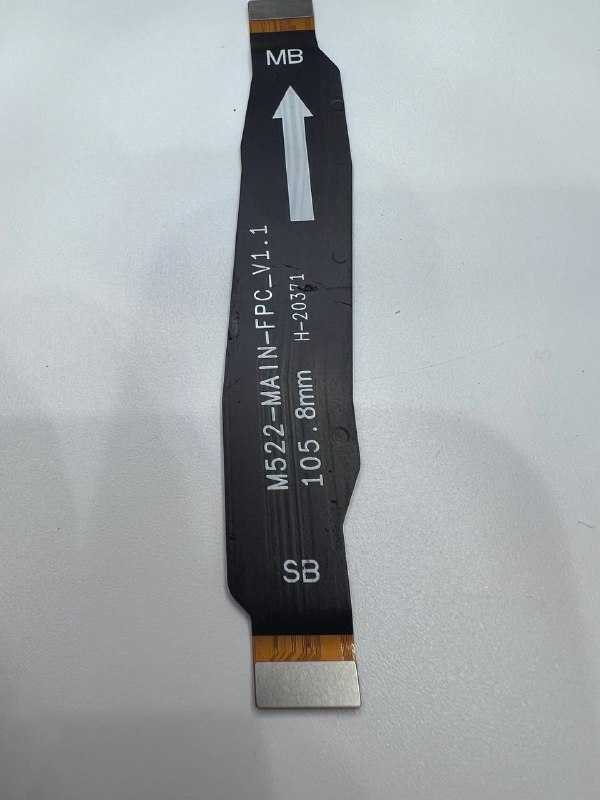 MB
M522-MAIN-FPC_V1.1
H-20371
105.8mm
SB